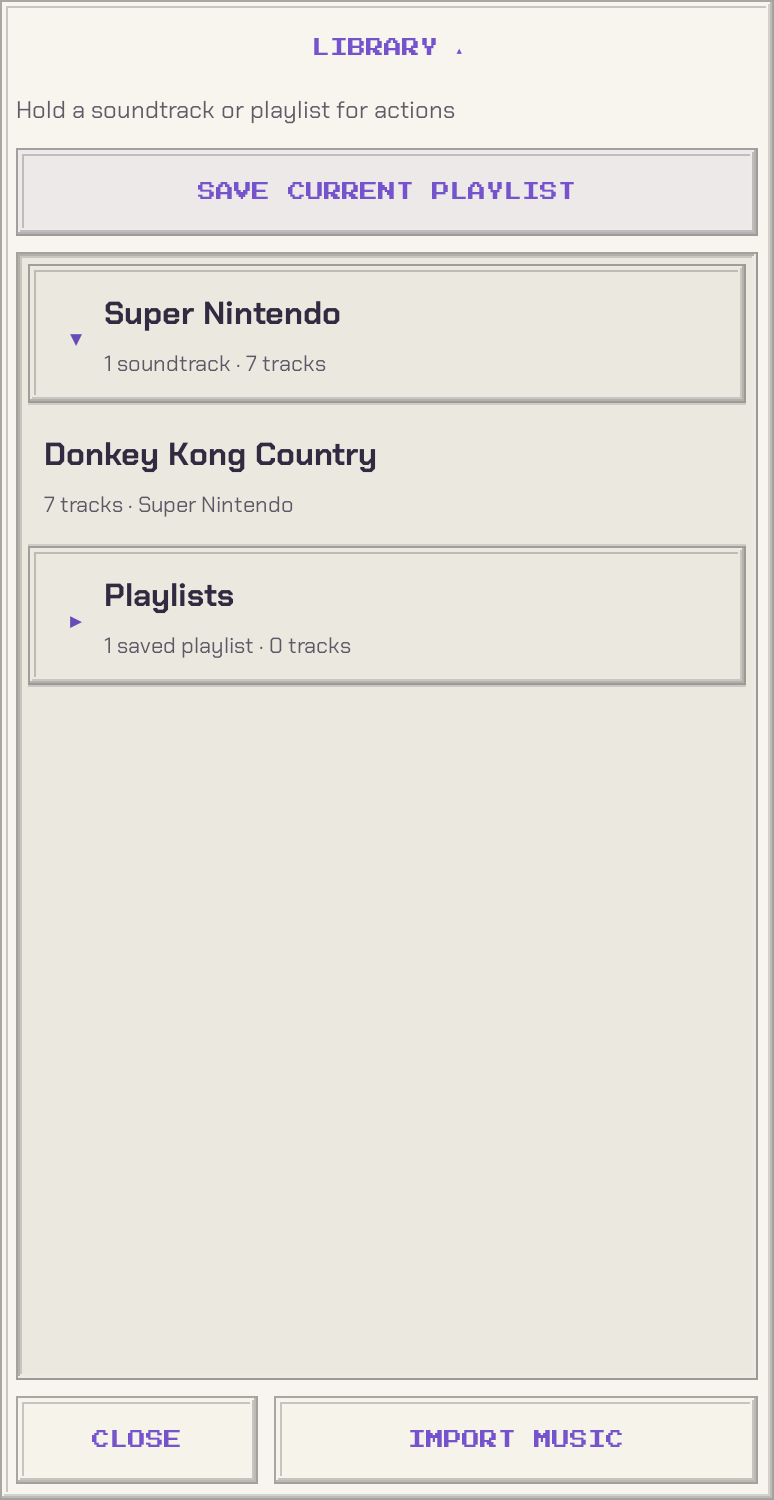 LIBRARY ▴
Hold a soundtrack or playlist for actions
SAVE CURRENT PLAYLIST
▼ Super Nintendo
1 soundtrack · 7 tracks
Donkey Kong Country
7 tracks · Super Nintendo
► Playlists
1 saved playlist · 0 tracks
CLOSE
IMPORT MUSIC